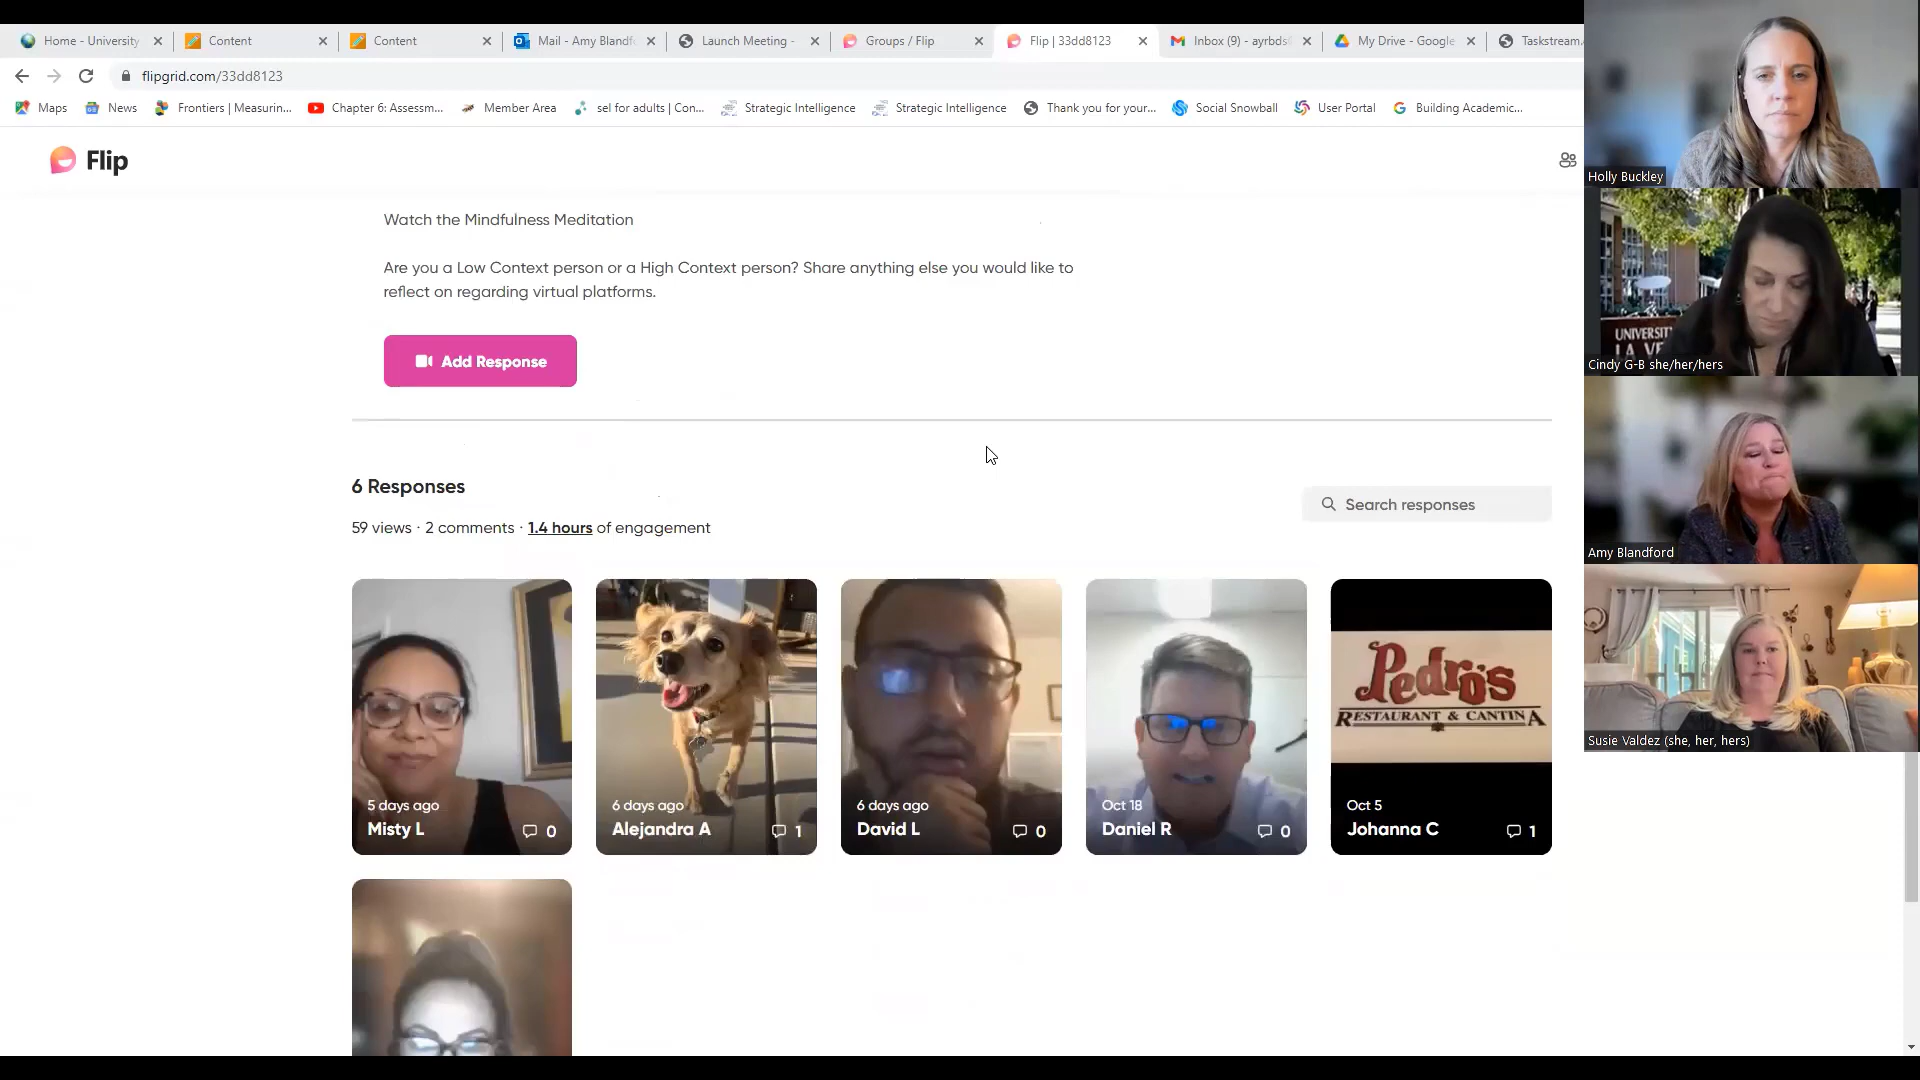 Home - University
Content
Content
Mail - Amy Blandf
Launch Meeting -
Groups / Flip
Flip | 33dd8123
Inbox (9) - ayrbds
My Drive - Google
Taskstream.
flipgrid.com/33dd8123
Maps
News
Frontiers | Measurin...
Chapter 6: Assessm...
Member Area
sel for adults | Con...
Strategic Intelligence
Strategic Intelligence
Thank you for your...
Social Snowball
User Portal
Building Academic...
Flip
Watch the Mindfulness Meditation
Are you a Low Context person or a High Context person? Share anything else you would like to
reflect on regarding virtual platforms.
Add Response
6 Responses
59 views · 2 comments · 1.4 hours of engagement
Search responses
5 days ago
Misty L
0
6 days ago
Alejandra A
1
6 days ago
David L
0
Oct 18
Daniel R
0
Pedro's
RESTAURANT & CANTINA
Oct 5
Johanna C
1
Holly Buckley
UNIVERSIT
LA VE
Cindy G-B she/her/hers
Amy Blandford
Susie Valdez (she, her, hers)